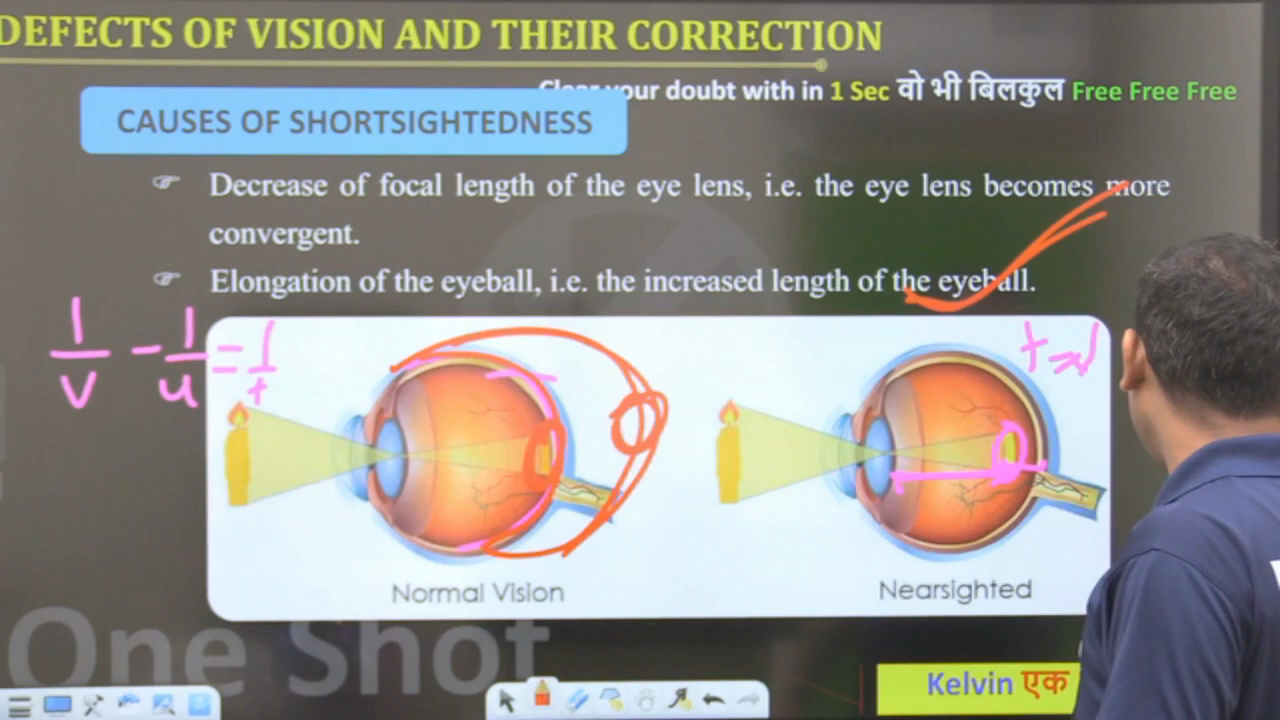 DEFECTS OF VISION AND THEIR CORRECTION
Clear your doubt with in 1 Sec वो भी बिलकुल Free Free Free
CAUSES OF SHORTSIGHTEDNESS
Decrease of focal length of the eye lens, i.e. the eye lens becomes more
convergent.
Elongation of the eyeball, i.e. the increased length of the eyeball.
1/v - 1/u = 1/f
Normal Vision
Nearsighted
One Shot
Kelvin एक